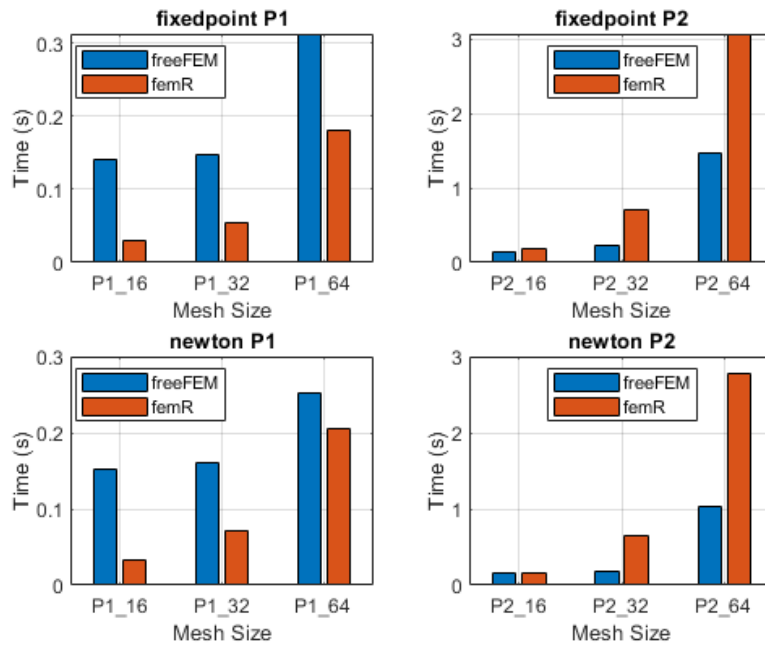 fixedpoint P1
0.3
0.2
0.1
0
Time (s)
freeFEM
femR
P1_16
P1_32
P1_64
Mesh Size
fixedpoint P2
3
2
1
0
Time (s)
freeFEM
femR
P2_16
P2_32
P2_64
Mesh Size
newton P1
0.3
0.2
0.1
0
Time (s)
freeFEM
femR
P1_16
P1_32
P1_64
Mesh Size
newton P2
3
2
1
0
Time (s)
freeFEM
femR
P2_16
P2_32
P2_64
Mesh Size